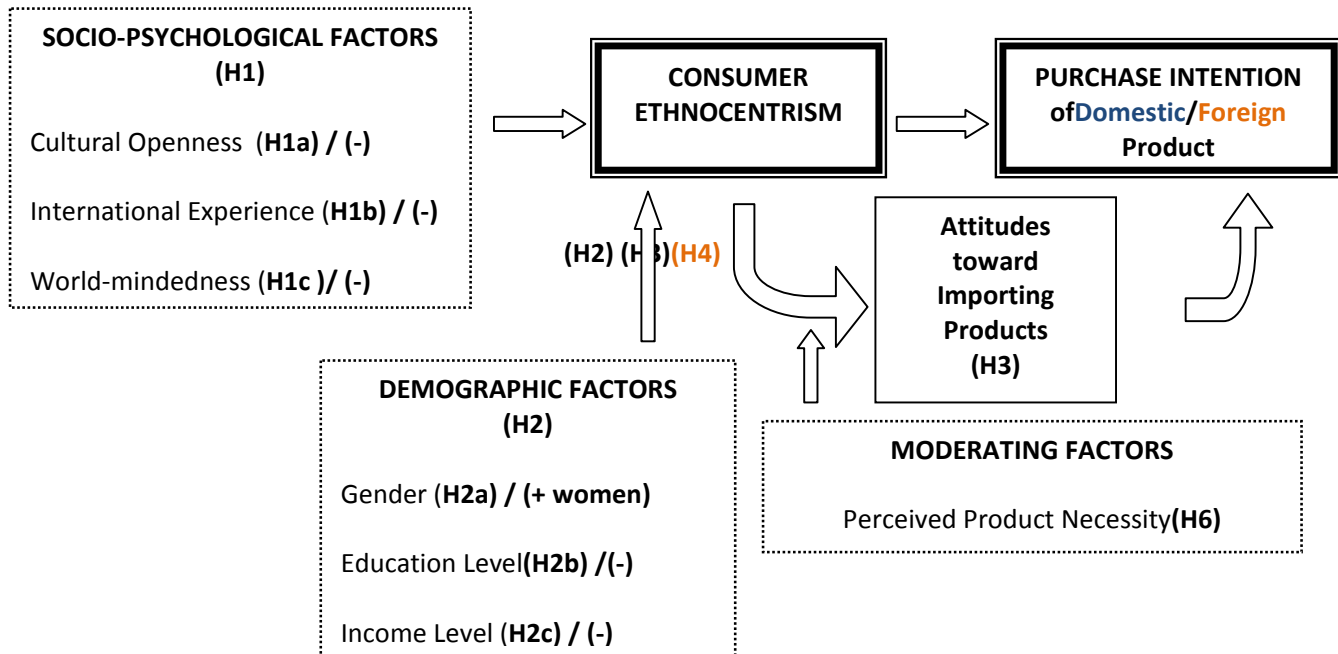 SOCIO-PSYCHOLOGICAL FACTORS
(H1)
Cultural Openness (H1a) / (-)
International Experience (H1b) / (-)
World-mindedness (H1c )/ (-)
CONSUMER
ETHNOCENTRISM
PURCHASE INTENTION
ofDomestic/Foreign
Product
(H2) (H3)(H4)
Attitudes
toward
Importing
Products
(H3)
DEMOGRAPHIC FACTORS
(H2)
Gender (H2a) / (+ women)
Education Level(H2b) /(-)
Income Level (H2c) / (-)
MODERATING FACTORS
Perceived Product Necessity(H6)